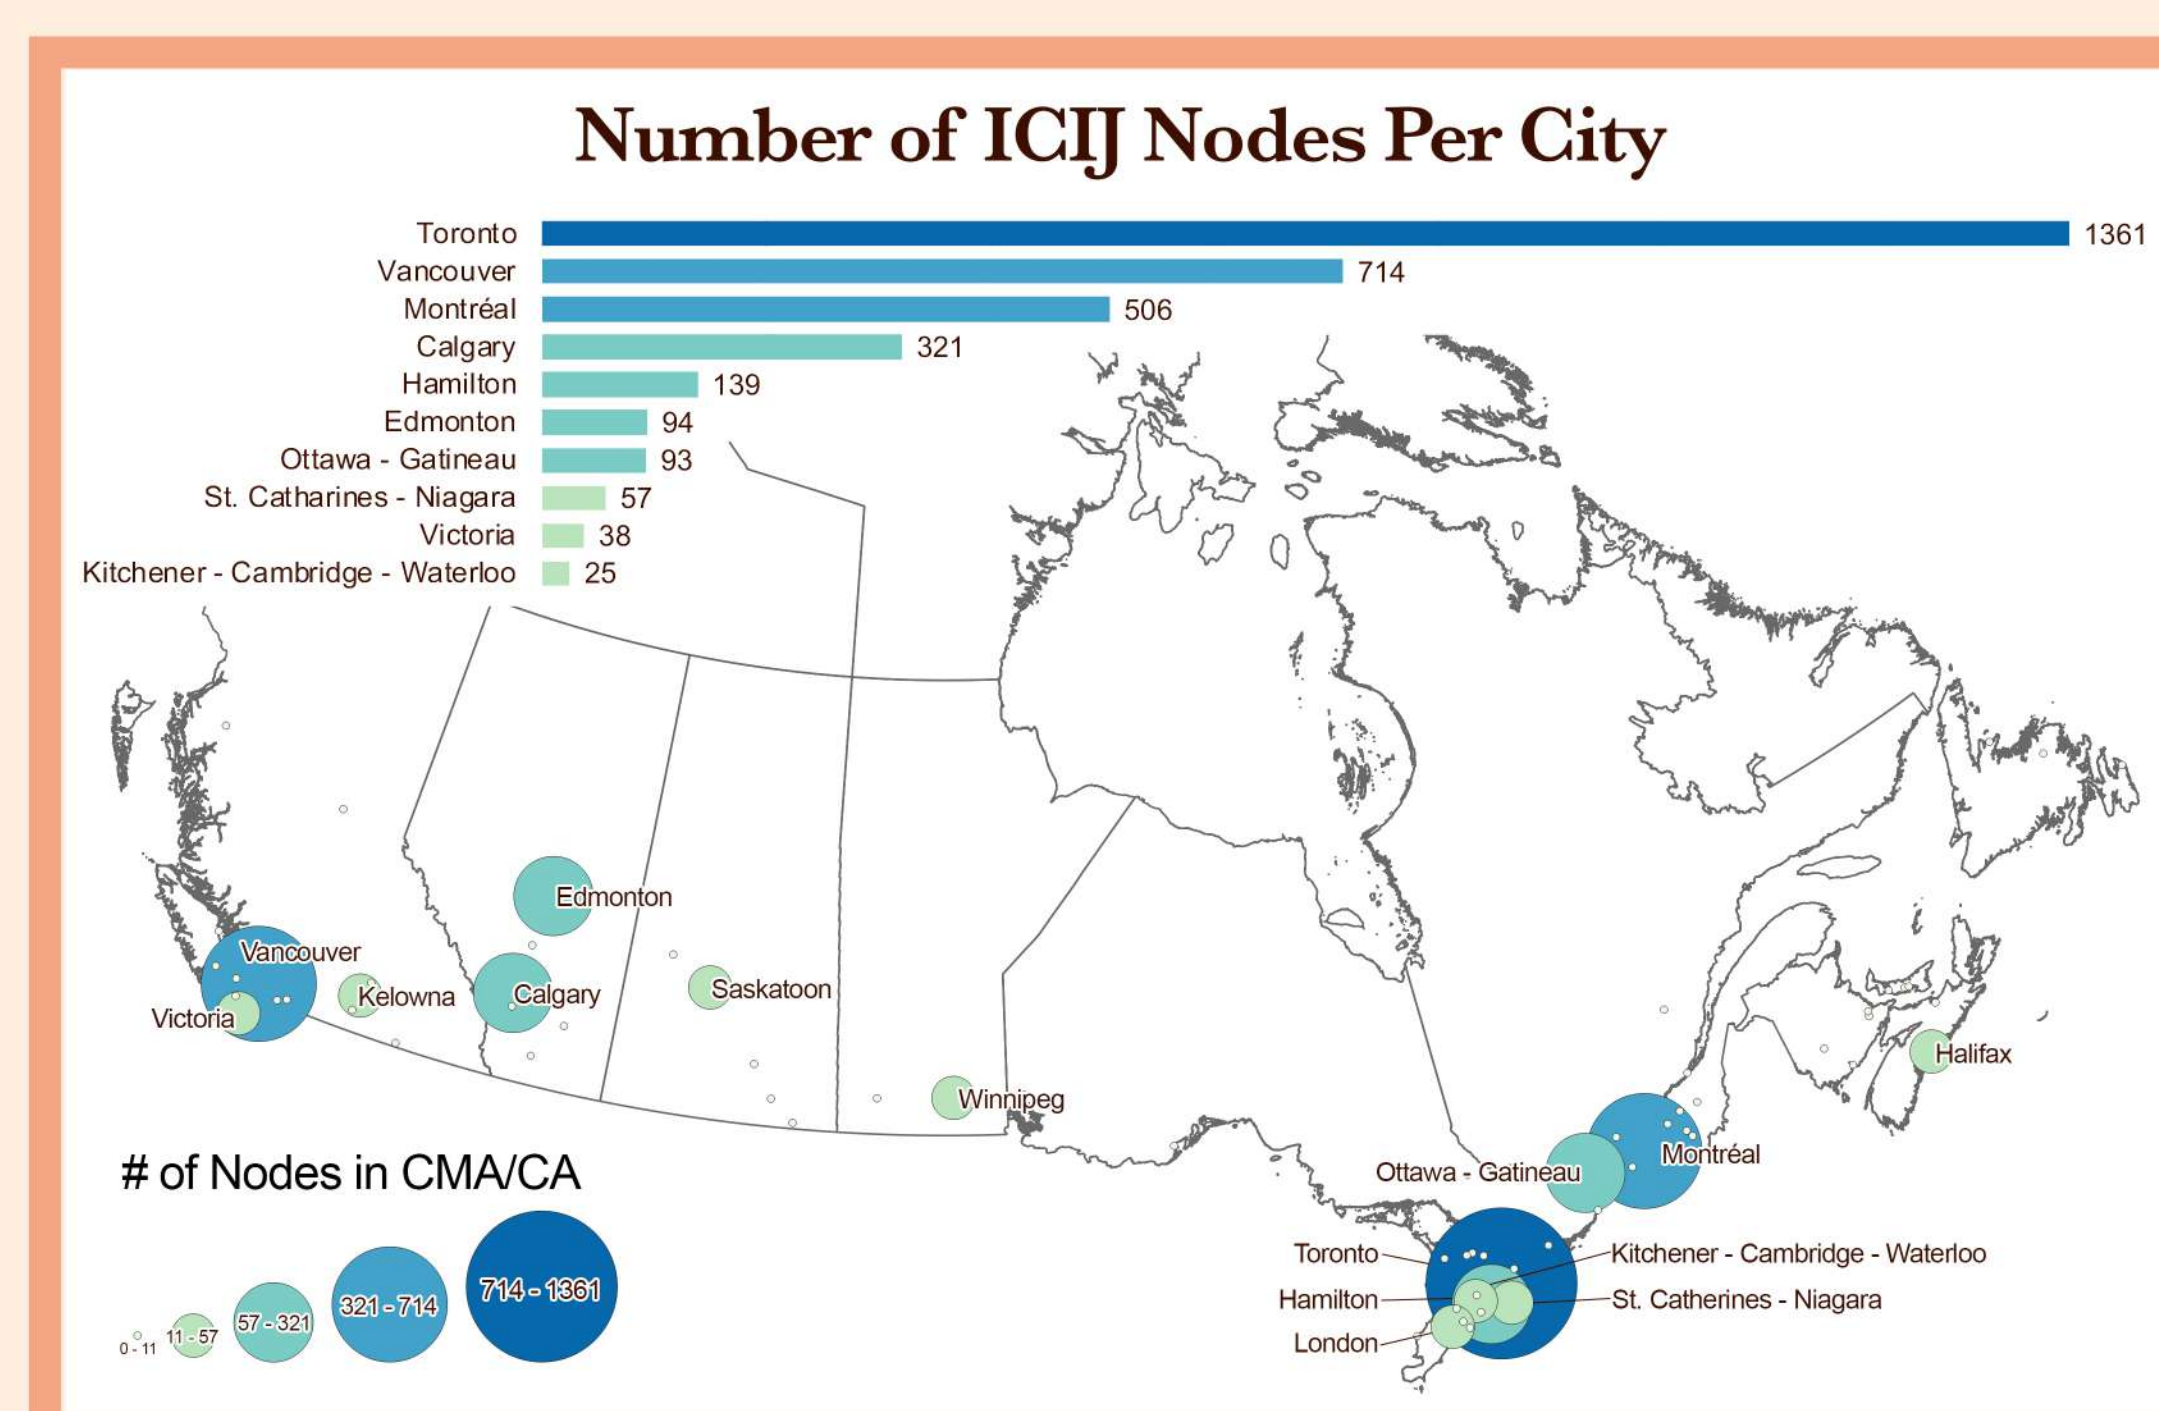 Number of ICIJ Nodes Per City
Toronto 1361
Vancouver 714
Montréal 506
Calgary 321
Hamilton 139
Edmonton 94
Ottawa - Gatineau 93
St. Catharines - Niagara 57
Victoria 38
Kitchener - Cambridge - Waterloo 25
Edmonton
Vancouver
Kelowna
Calgary
Saskatoon
Victoria
Halifax
Winnipeg
Montréal
Ottawa - Gatineau
Toronto
Kitchener - Cambridge - Waterloo
Hamilton
St. Catherines - Niagara
London
# of Nodes in CMA/CA
0 - 11
11 - 57
57 - 321
321 - 714
714 - 1361